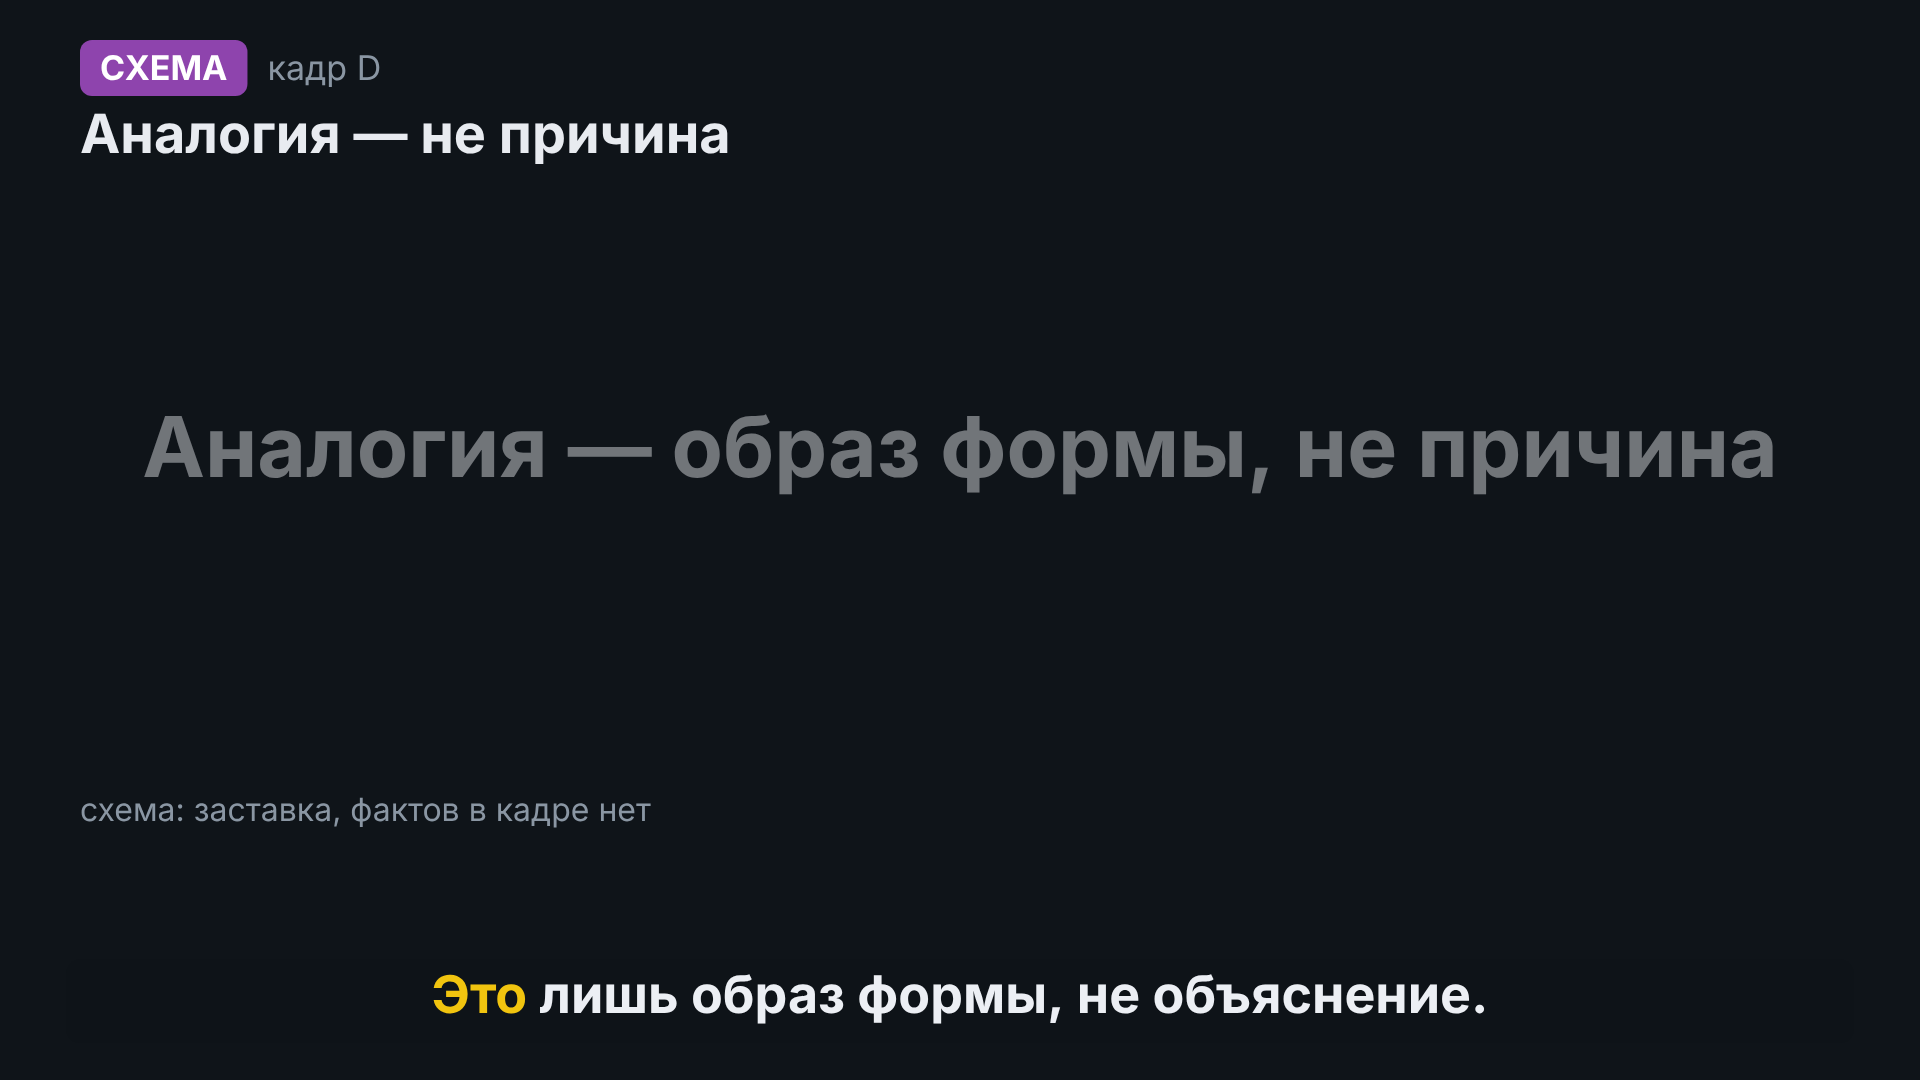 СХЕМА кадр D
Аналогия — не причина
Аналогия — образ формы, не причина
схема: заставка, фактов в кадре нет
Это лишь образ формы, не объяснение.